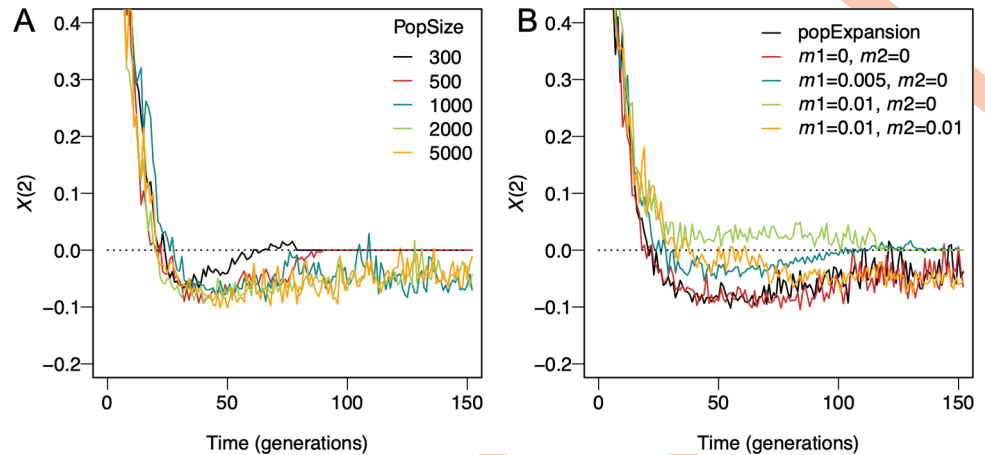 A
X(2)
0.4
0.3
0.2
0.1
0.0
−0.1
−0.2
0
50
100
150
Time (generations)
PopSize
300
500
1000
2000
5000
B
X(2)
0.4
0.3
0.2
0.1
0.0
−0.1
−0.2
0
50
100
150
Time (generations)
popExpansion
m1=0, m2=0
m1=0.005, m2=0
m1=0.01, m2=0
m1=0.01, m2=0.01